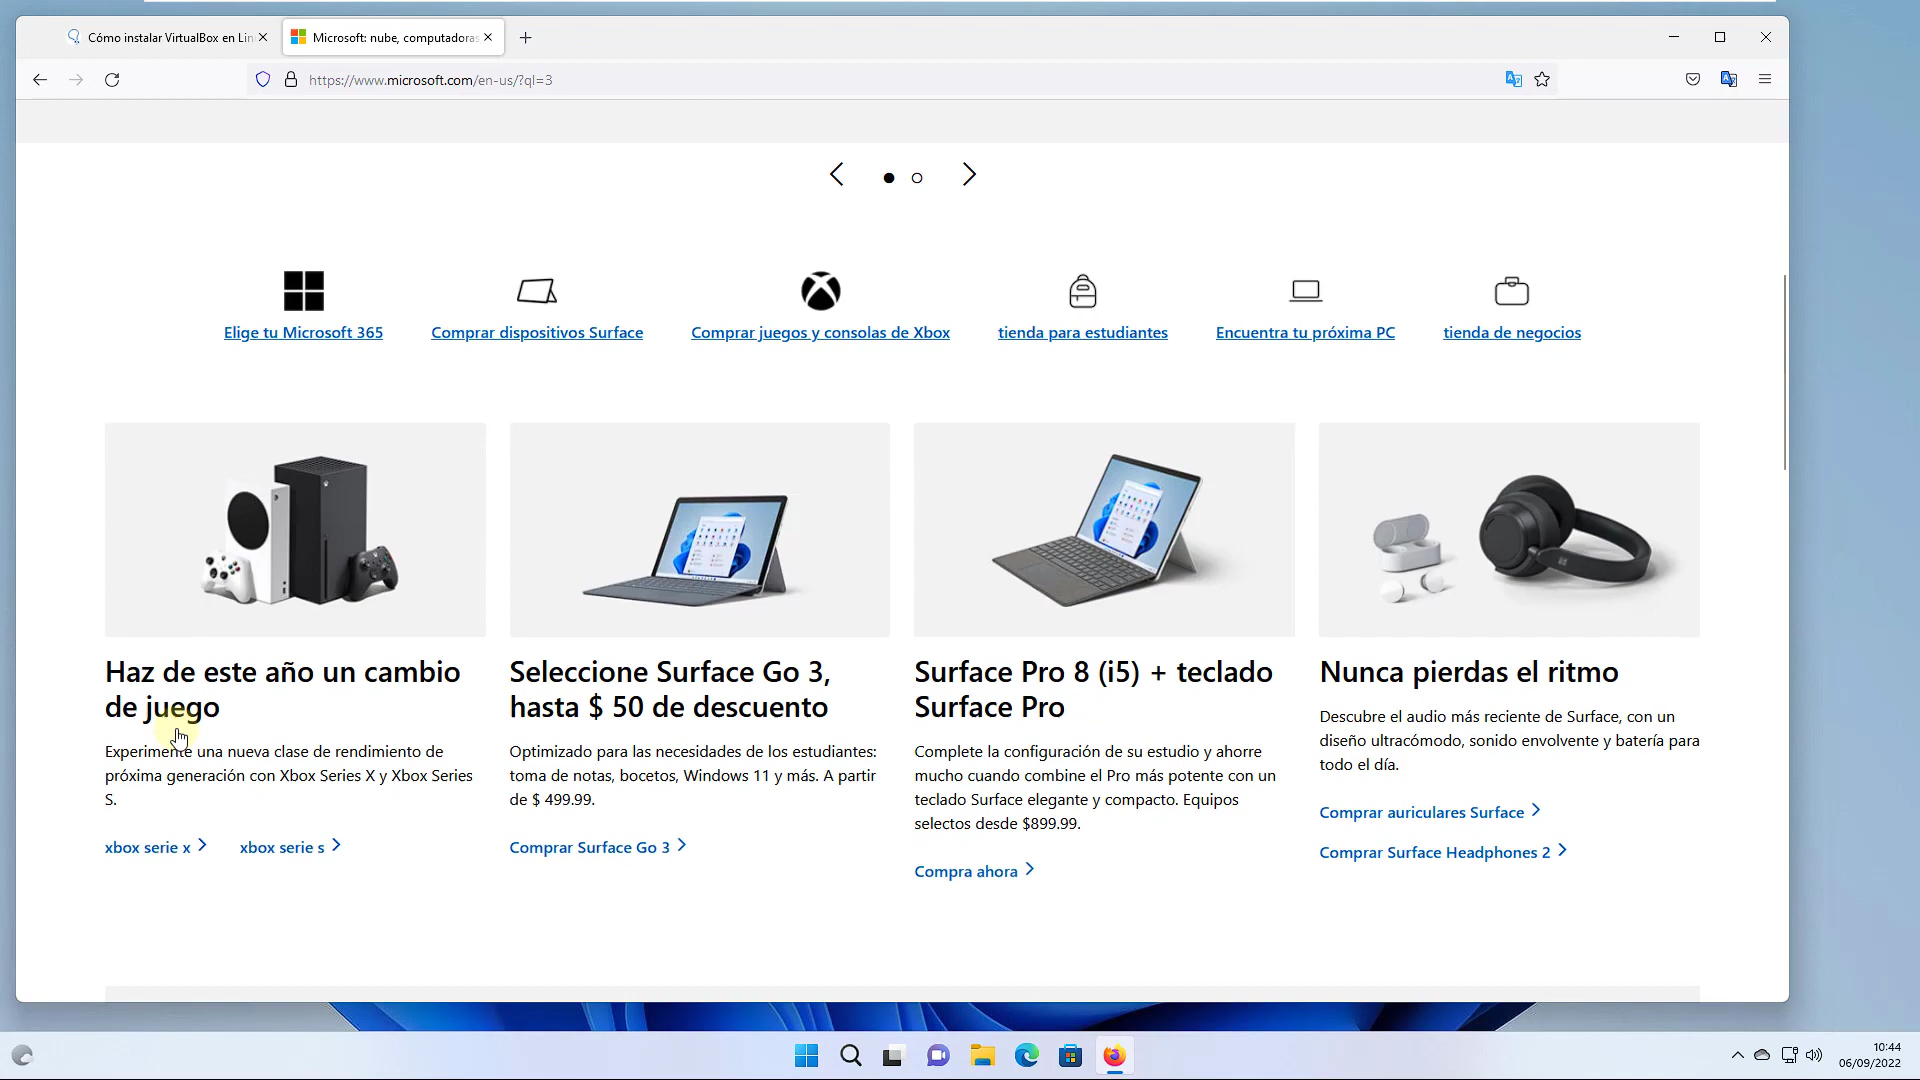 Cómo instalar VirtualBox en Lin
Microsoft: nube, computadoras
https://www.microsoft.com/en-us/?ql=3
Elige tu Microsoft 365
Comprar dispositivos Surface
Comprar juegos y consolas de Xbox
tienda para estudiantes
Encuentra tu próxima PC
tienda de negocios
Haz de este año un cambio
de juego
Experimente una nueva clase de rendimiento de
próxima generación con Xbox Series X y Xbox Series
S.
xbox serie x
xbox serie s
Seleccione Surface Go 3,
hasta $ 50 de descuento
Optimizado para las necesidades de los estudiantes:
toma de notas, bocetos, Windows 11 y más. A partir
de $ 499.99.
Comprar Surface Go 3
Surface Pro 8 (i5) + teclado
Surface Pro
Complete la configuración de su estudio y ahorre
mucho cuando combine el Pro más potente con un
teclado Surface elegante y compacto. Equipos
selectos desde $899.99.
Compra ahora
Nunca pierdas el ritmo
Descubre el audio más reciente de Surface, con un
diseño ultracómodo, sonido envolvente y batería para
todo el día.
Comprar auriculares Surface
Comprar Surface Headphones 2
10:44
06/09/2022